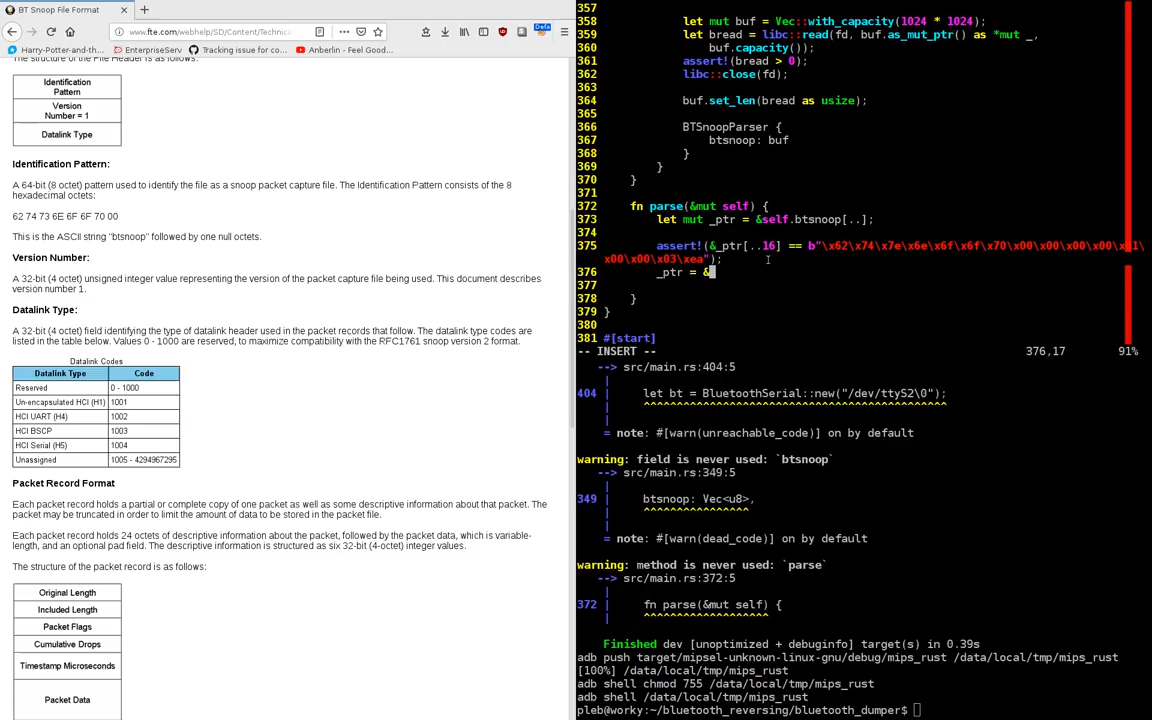 BT Snoop File Format
www.fte.com/webhelp/SD/Content/Technic
Harry-Potter-and-th...
EnterpriseServ
Tracking issue for co...
Anberlin - Feel Good...
The structure of the File Header is as follows:
Identification
Pattern
Version
Number = 1
Datalink Type
Identification Pattern:
A 64-bit (8 octet) pattern used to identify the file as a snoop packet capture file. The Identification Pattern consists of the 8
hexadecimal octets:
62 74 73 6E 6F 6F 70 00
This is the ASCII string "btsnoop" followed by one null octets.
Version Number:
A 32-bit (4 octet) unsigned integer value representing the version of the packet capture file being used. This document describes
version number 1.
Datalink Type:
A 32-bit (4 octet) field identifying the type of datalink header used in the packet records that follow. The datalink type codes are
listed in the table below. Values 0 - 1000 are reserved, to maximize compatibility with the RFC1761 snoop version 2 format.
Datalink Codes
Datalink Type Code
Reserved 0 - 1000
Un-encapsulated HCI (H1) 1001
HCI UART (H4) 1002
HCI BSCP 1003
HCI Serial (H5) 1004
Unassigned 1005 - 4294967295
Packet Record Format
Each packet record holds a partial or complete copy of one packet as well as some descriptive information about that packet. The
packet may be truncated in order to limit the amount of data to be stored in the packet file.
Each packet record holds 24 octets of descriptive information about the packet, followed by the packet data, which is variable-
length, and an optional pad field. The descriptive information is structured as six 32-bit (4-octet) integer values.
The structure of the packet record is as follows:
Original Length
Included Length
Packet Flags
Cumulative Drops
Timestamp Microseconds
Packet Data
357
358 let mut buf = Vec::with_capacity(1024 * 1024);
359 let bread = libc::read(fd, buf.as_mut_ptr() as *mut _,
360 buf.capacity());
361 assert!(bread > 0);
362 libc::close(fd);
363
364 buf.set_len(bread as usize);
365
366 BTSnoopParser {
367 btsnoop: buf
368 }
369 }
370 }
371
372 fn parse(&mut self) {
373 let mut _ptr = &self.btsnoop[..];
374
375 assert!(&_ptr[..16] == b"\x62\x74\x7e\x6e\x6f\x6f\x70\x00\x00\x00\x00\x01\
x00\x00\x03\xea");
376 _ptr = &
377
378 }
379 }
380
381 #[start]
-- INSERT -- 376,17 91%
--> src/main.rs:404:5
|
404 | let bt = BluetoothSerial::new("/dev/ttyS2\0");
| ^^^^^^^^^^^^^^^^^^^^^^^^^^^^^^^^^^^^^^^^^^^^^^
|
= note: #[warn(unreachable_code)] on by default
warning: field is never used: `btsnoop`
--> src/main.rs:349:5
|
349 | btsnoop: Vec<u8>,
| ^^^^^^^^^^^^^^^^
|
= note: #[warn(dead_code)] on by default
warning: method is never used: `parse`
--> src/main.rs:372:5
|
372 | fn parse(&mut self) {
| ^^^^^^^^^^^^^^^^^^^
Finished dev [unoptimized + debuginfo] target(s) in 0.39s
adb push target/mipsel-unknown-linux-gnu/debug/mips_rust /data/local/tmp/mips_rust
[100%] /data/local/tmp/mips_rust
adb shell chmod 755 /data/local/tmp/mips_rust
adb shell /data/local/tmp/mips_rust
pleb@worky:~/bluetooth_reversing/bluetooth_dumper$